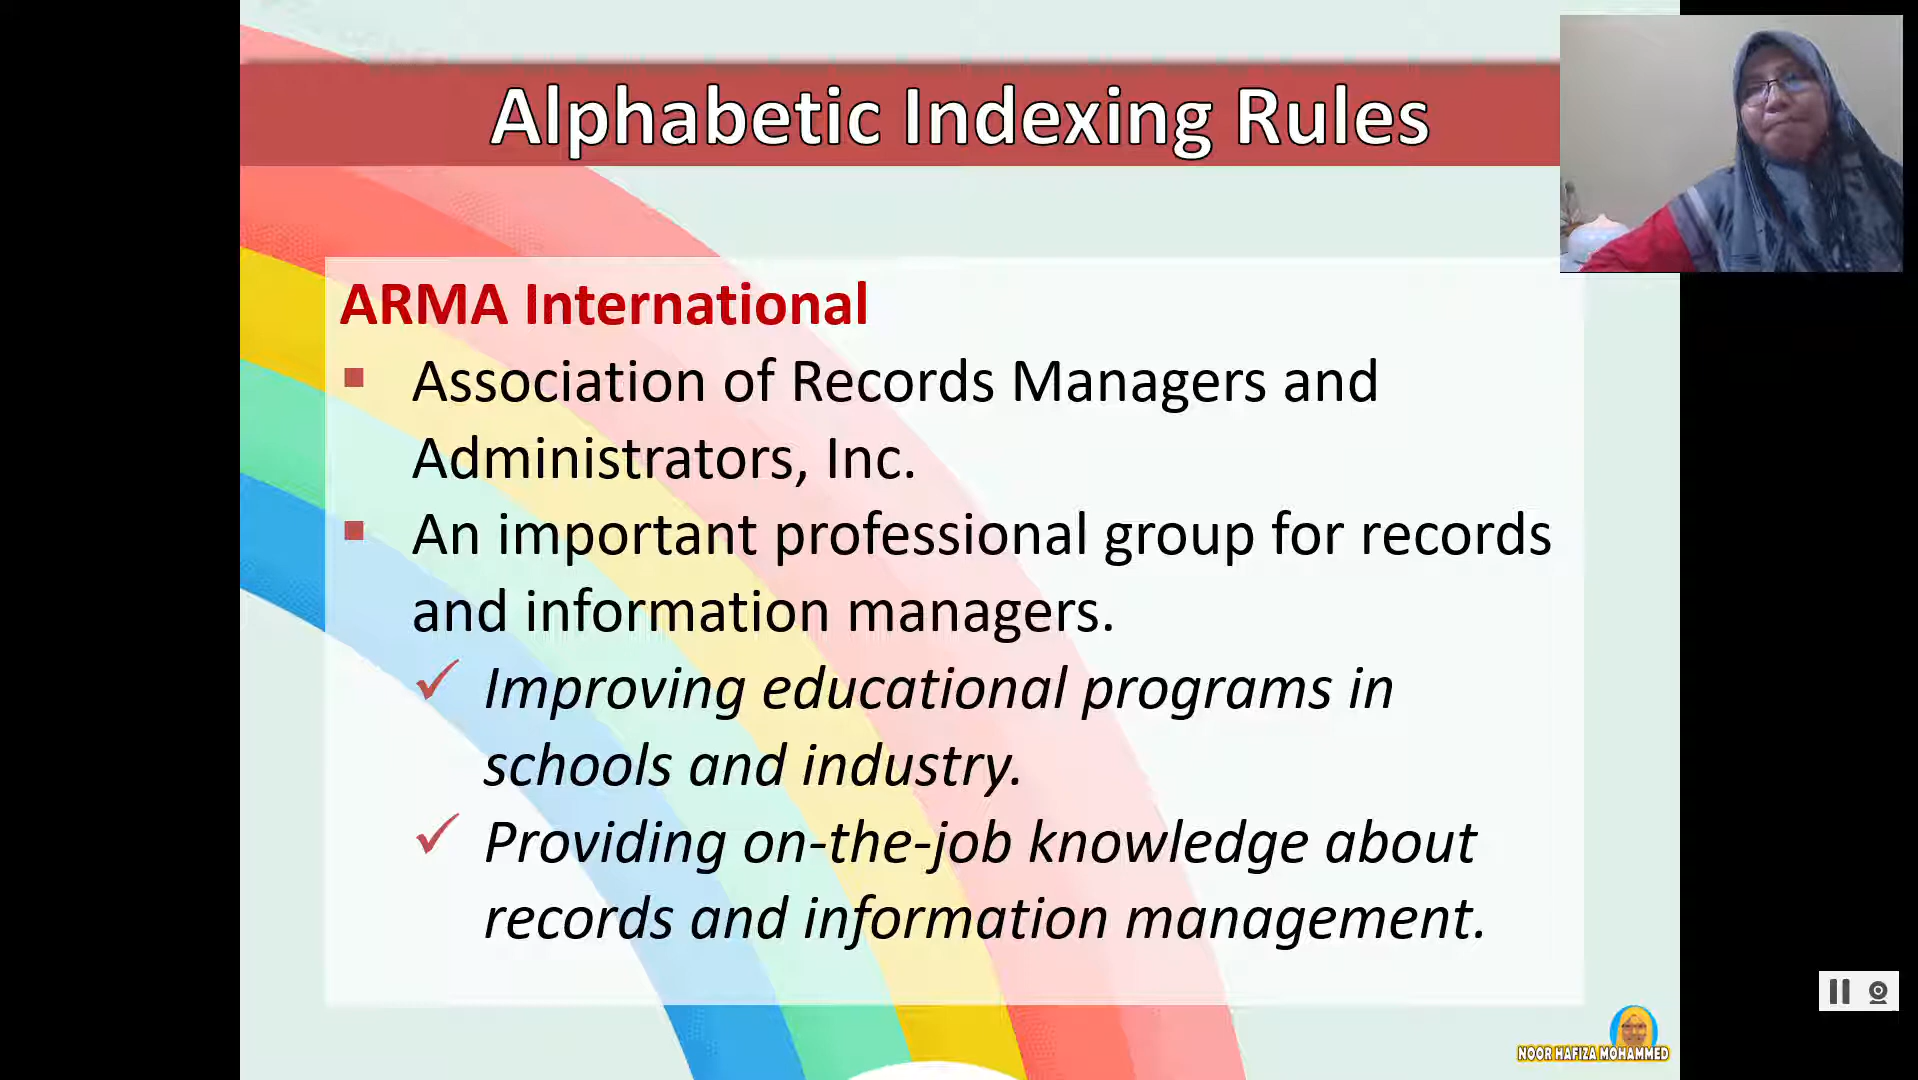 Alphabetic Indexing Rules
ARMA International
Association of Records Managers and
Administrators, Inc.
An important professional group for records
and information managers.
Improving educational programs in
schools and industry.
Providing on-the-job knowledge about
records and information management.
NOOR HAFIZA MOHAMMED